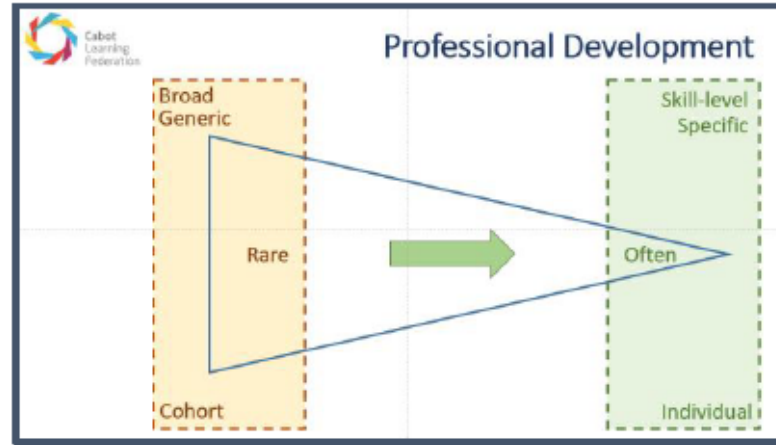 Cabot
Learning
Federation
Professional Development
Broad
Generic
Skill-level
Specific
Rare
Often
Cohort
Individual